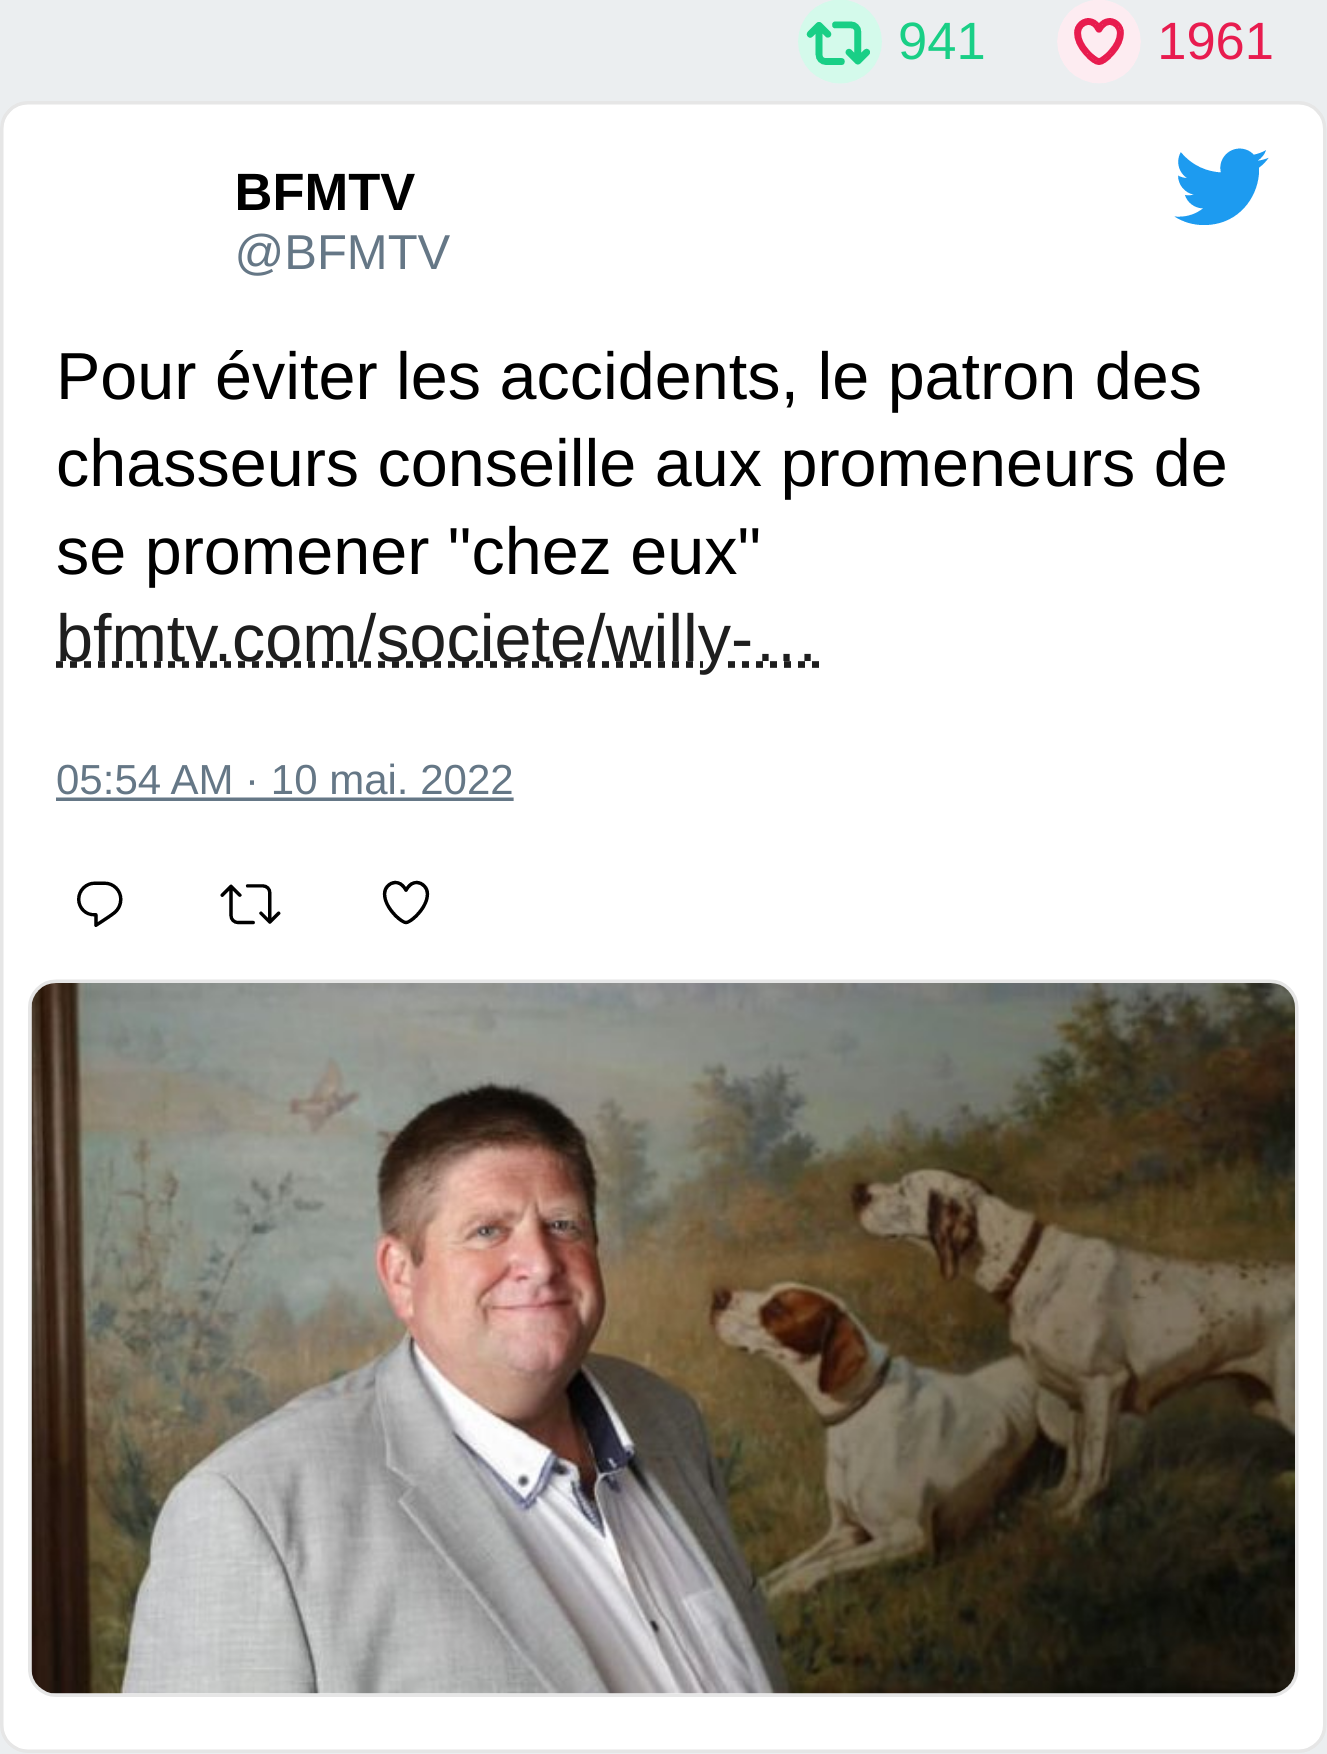 941 1961
BFMTV
@BFMTV
Pour éviter les accidents, le patron des
chasseurs conseille aux promeneurs de
se promener "chez eux"
bfmtv.com/societe/willy-…
05:54 AM · 10 mai. 2022